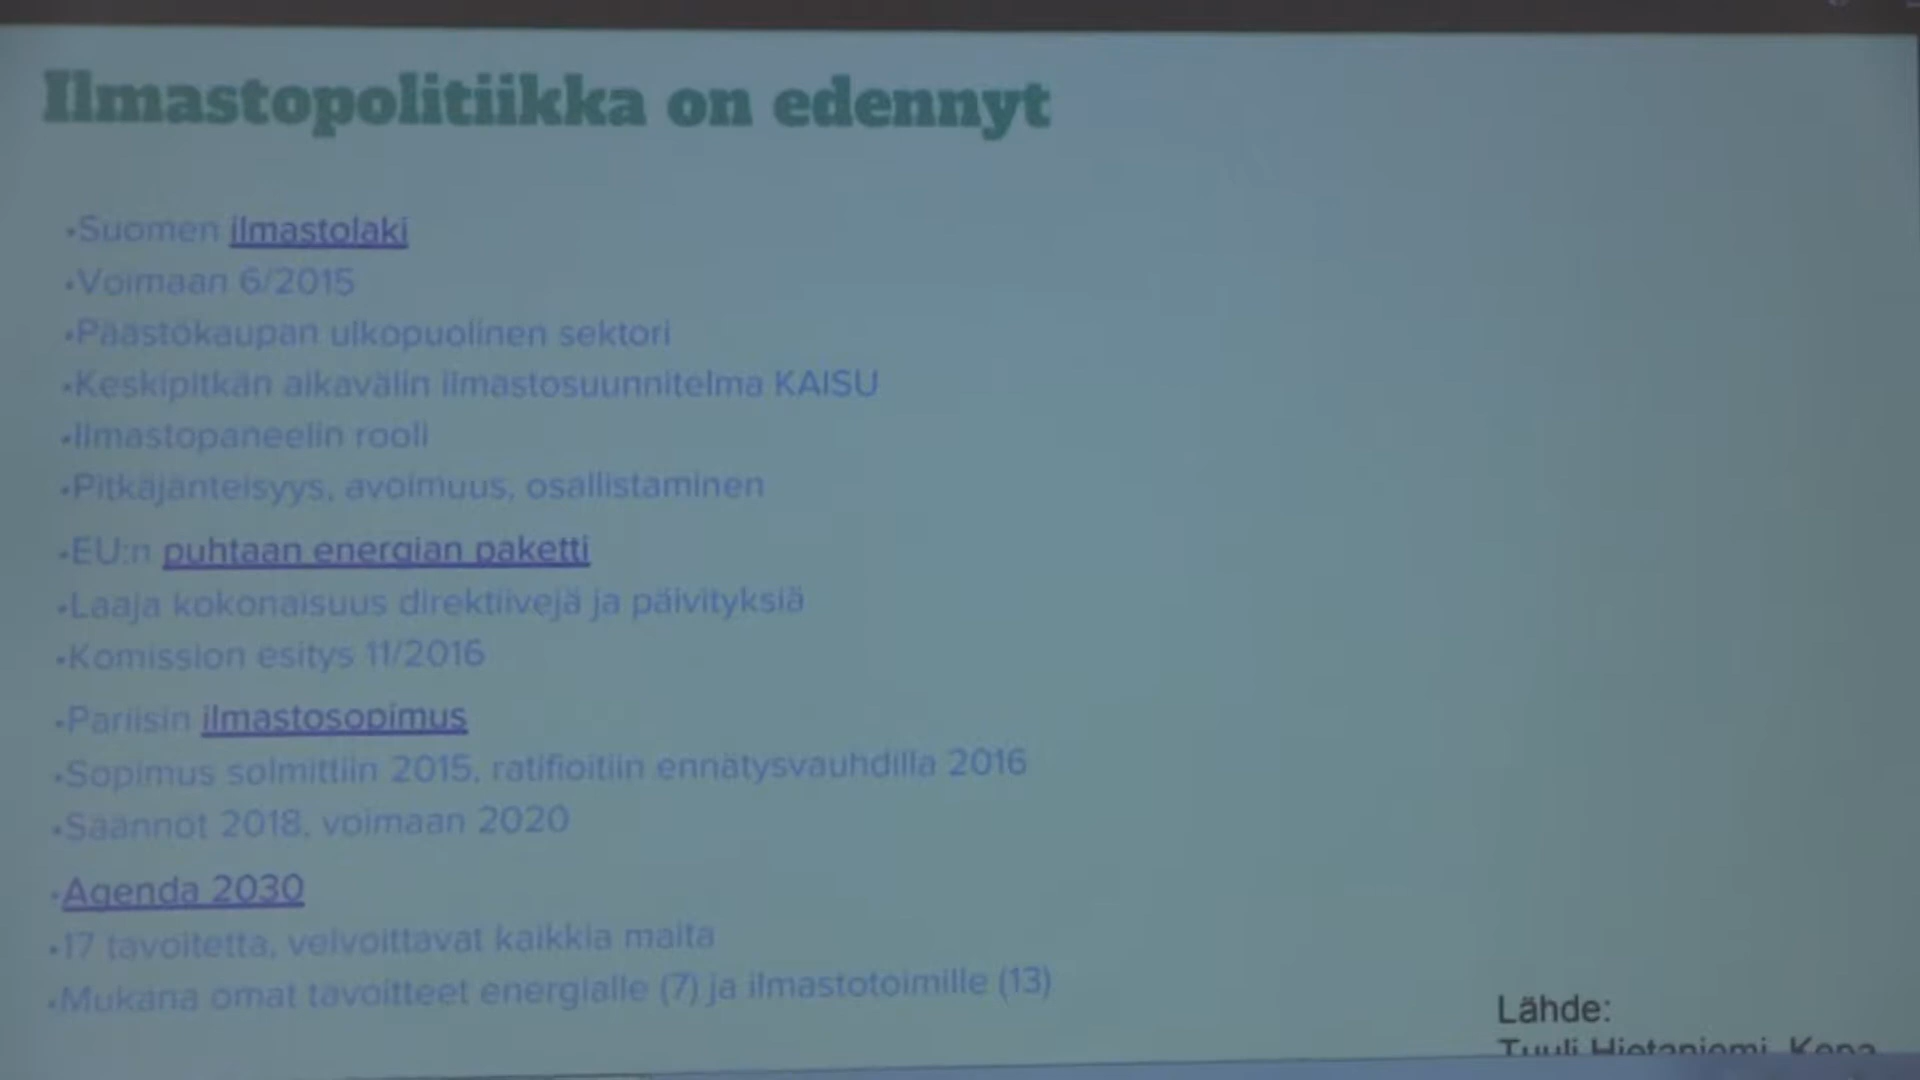 Ilmastopolitiikka on edennyt
•Suomen ilmastolaki
•Voimaan 6/2015
•Päästökaupan ulkopuolinen sektori
•Keskipitkän aikavälin ilmastosuunnitelma KAISU
•Ilmastopaneelin rooli
•Pitkäjänteisyys, avoimuus, osallistaminen
•EU:n puhtaan energian paketti
•Laaja kokonaisuus direktiivejä ja päivityksiä
•Komission esitys 11/2016
•Pariisin ilmastosopimus
•Sopimus solmittiin 2015, ratifioitiin ennätysvauhdilla 2016
•Säännöt 2018, voimaan 2020
•Agenda 2030
•17 tavoitetta, velvoittavat kaikkia maita
•Mukana omat tavoitteet energialle (7) ja ilmastotoimille (13)
Lähde:
Tuuli Hietaniemi, Kepa